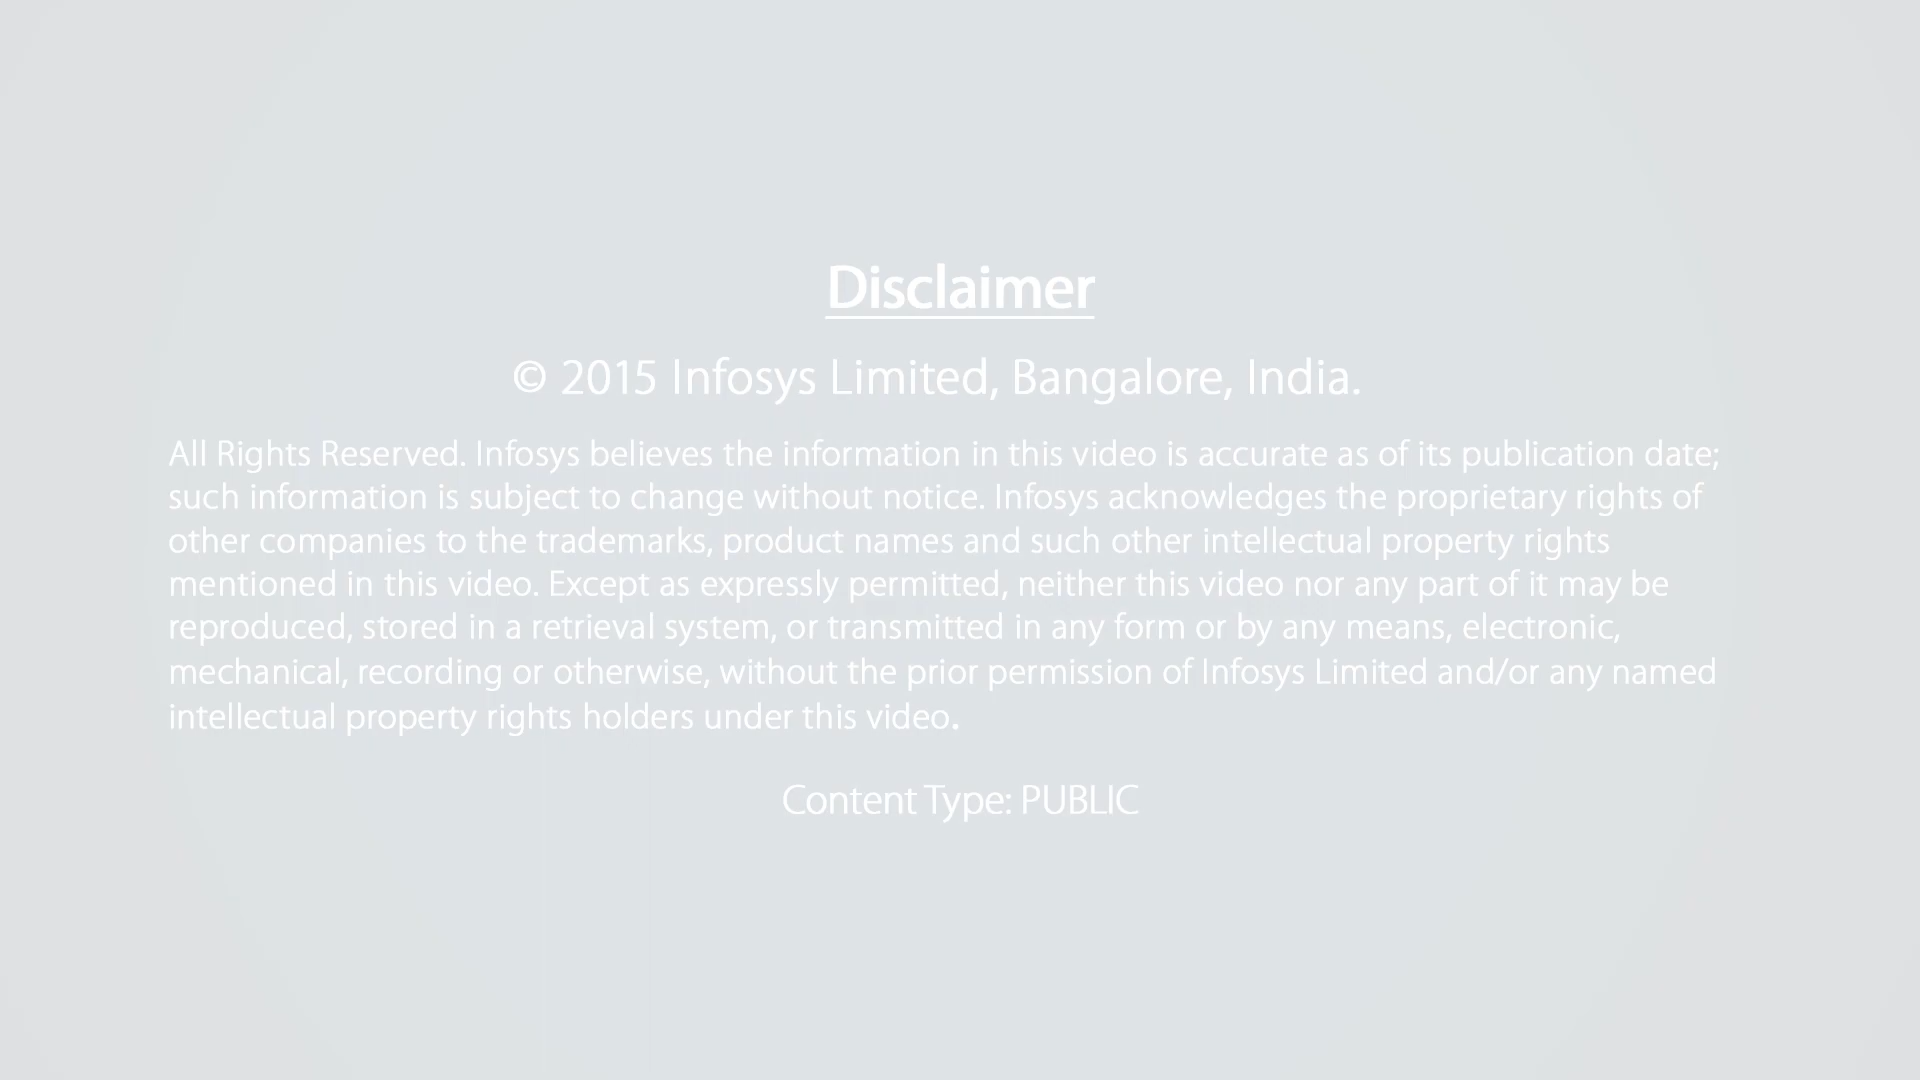 Disclaimer
© 2015 Infosys Limited, Bangalore, India.
All Rights Reserved. Infosys believes the information in this video is accurate as of its publication date;
such information is subject to change without notice. Infosys acknowledges the proprietary rights of
other companies to the trademarks, product names and such other intellectual property rights
mentioned in this video. Except as expressly permitted, neither this video nor any part of it may be
reproduced, stored in a retrieval system, or transmitted in any form or by any means, electronic,
mechanical, recording or otherwise, without the prior permission of Infosys Limited and/or any named
intellectual property rights holders under this video.
Content Type: PUBLIC